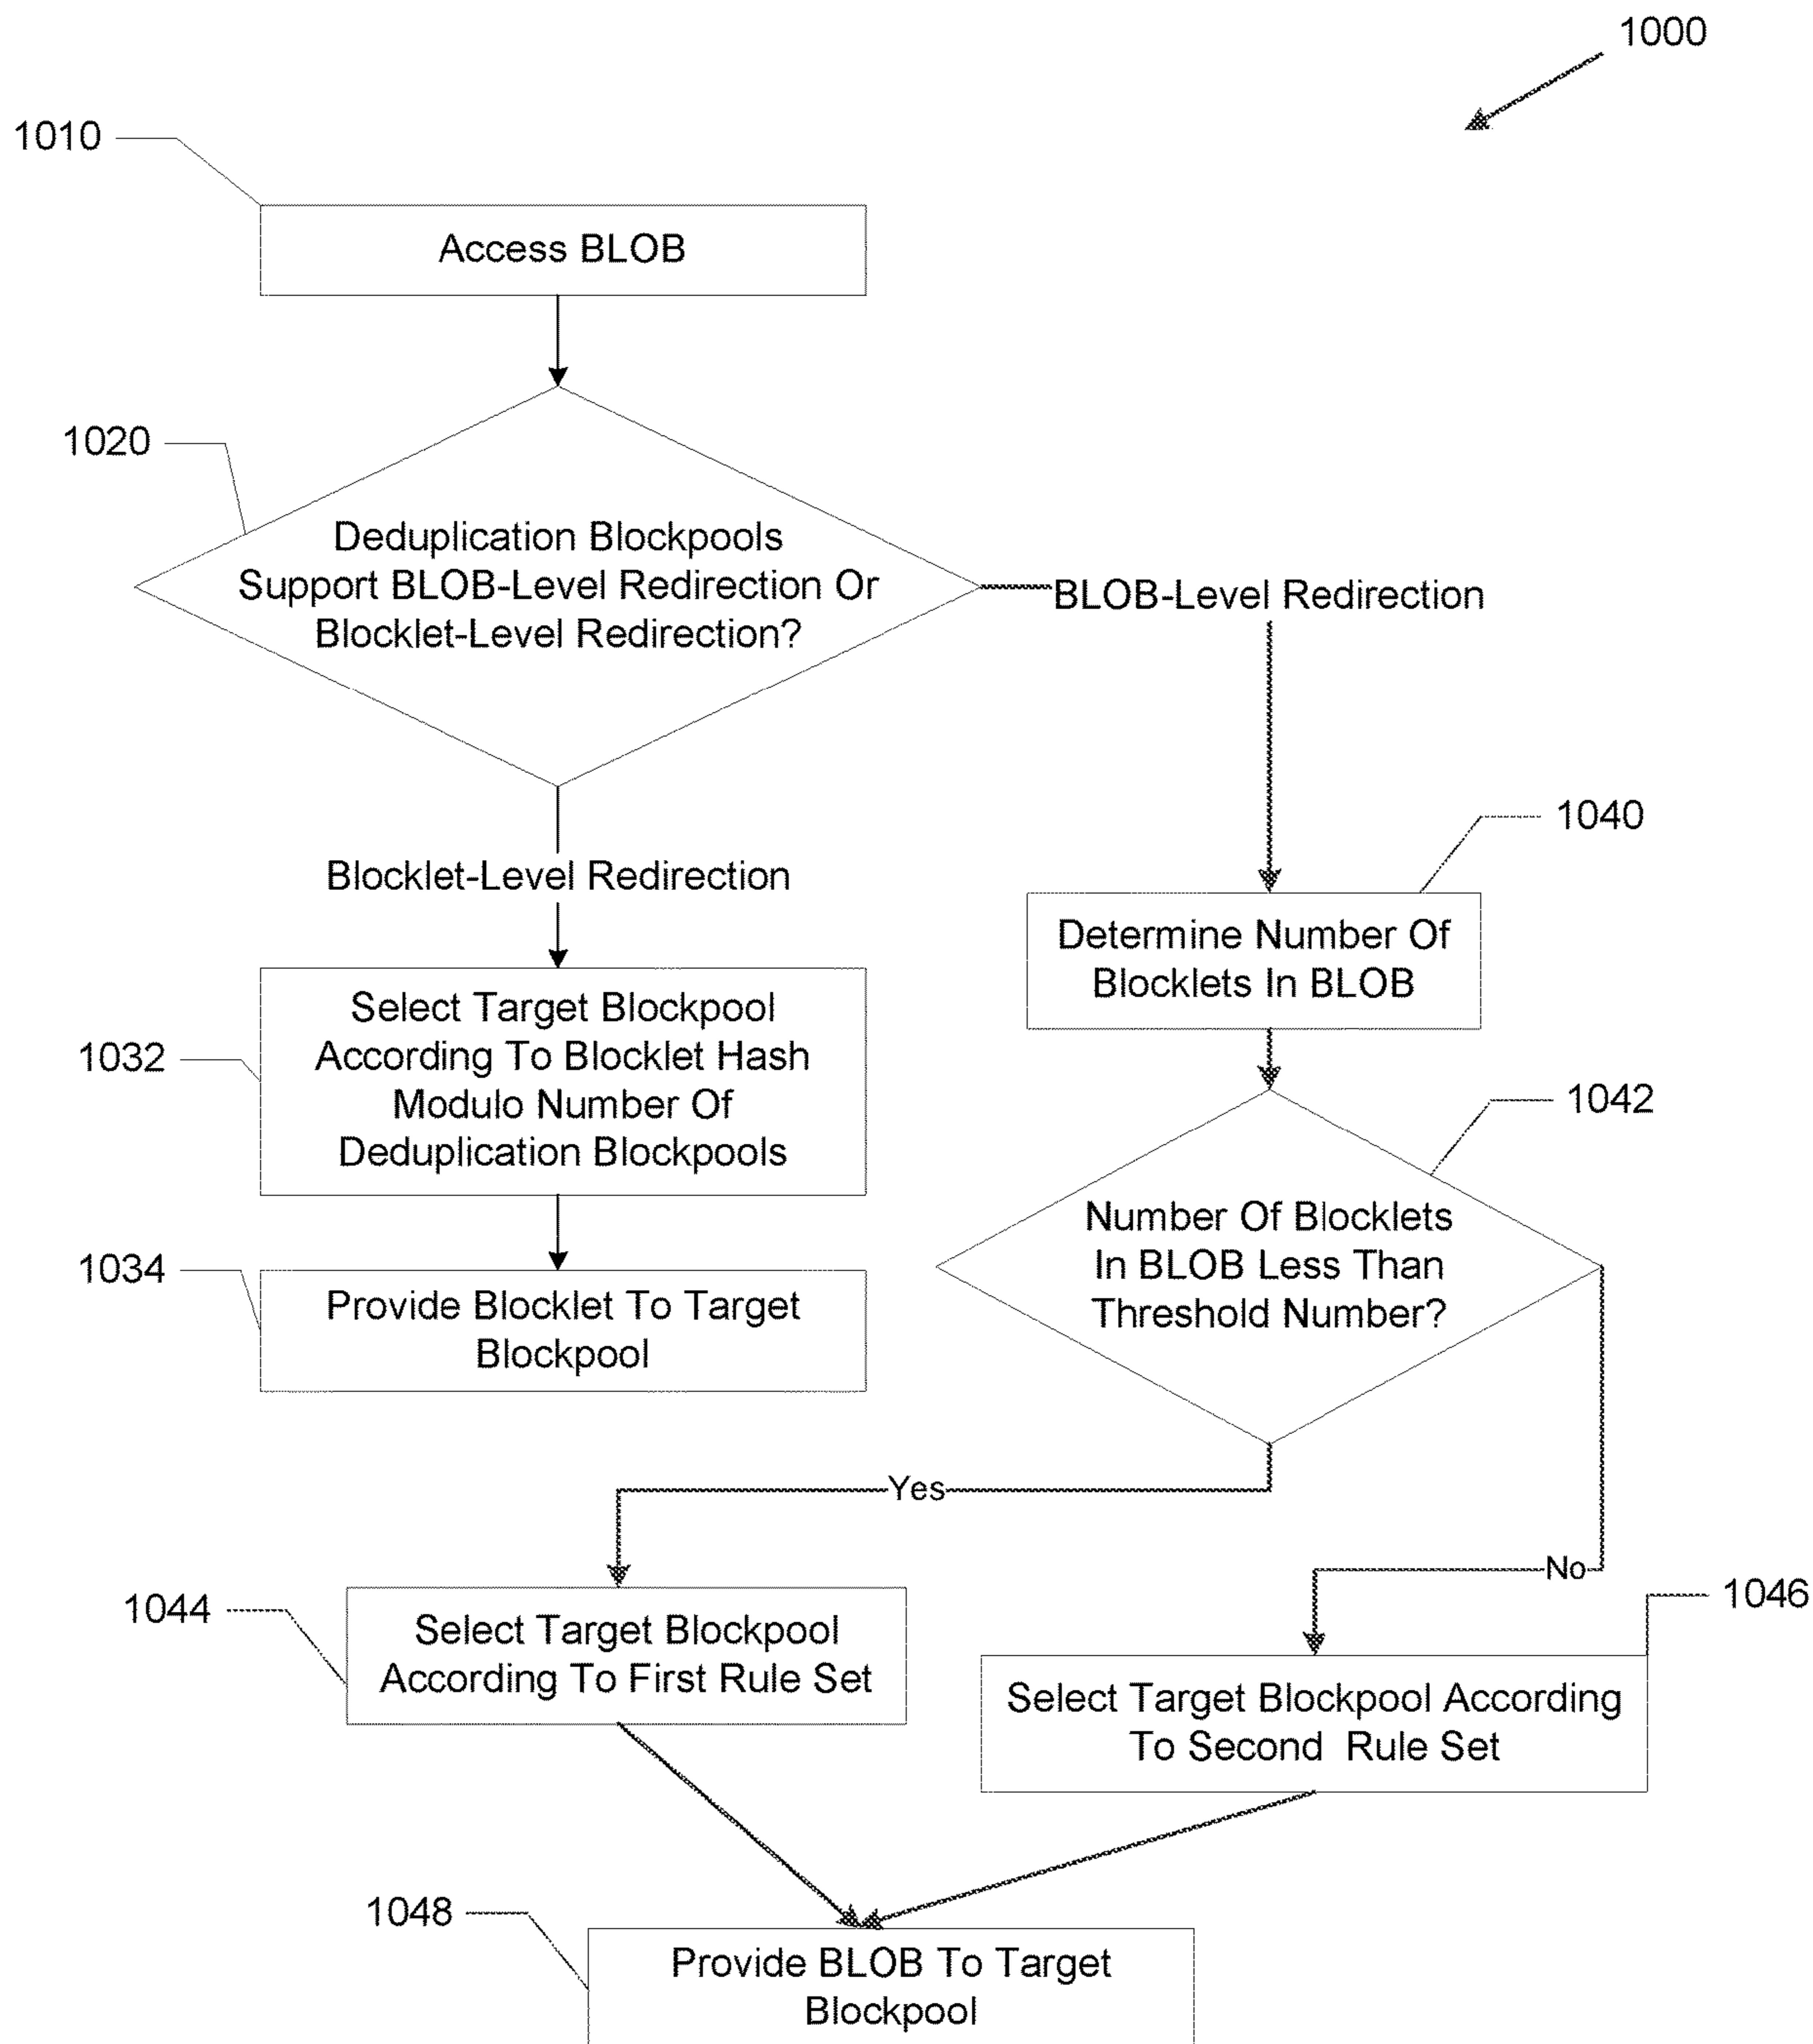 1000
1010
Access BLOB
1020
Deduplication Blockpools
Support BLOB-Level Redirection Or
Blocklet-Level Redirection?
BLOB-Level Redirection
Blocklet-Level Redirection
1040
Determine Number Of
Blocklets In BLOB
1032
Select Target Blockpool
According To Blocklet Hash
Modulo Number Of
Deduplication Blockpools
1042
Number Of Blocklets
In BLOB Less Than
Threshold Number?
1034
Provide Blocklet To Target
Blockpool
Yes
No
1044
Select Target Blockpool
According To First Rule Set
1046
Select Target Blockpool According
To Second Rule Set
1048
Provide BLOB To Target
Blockpool